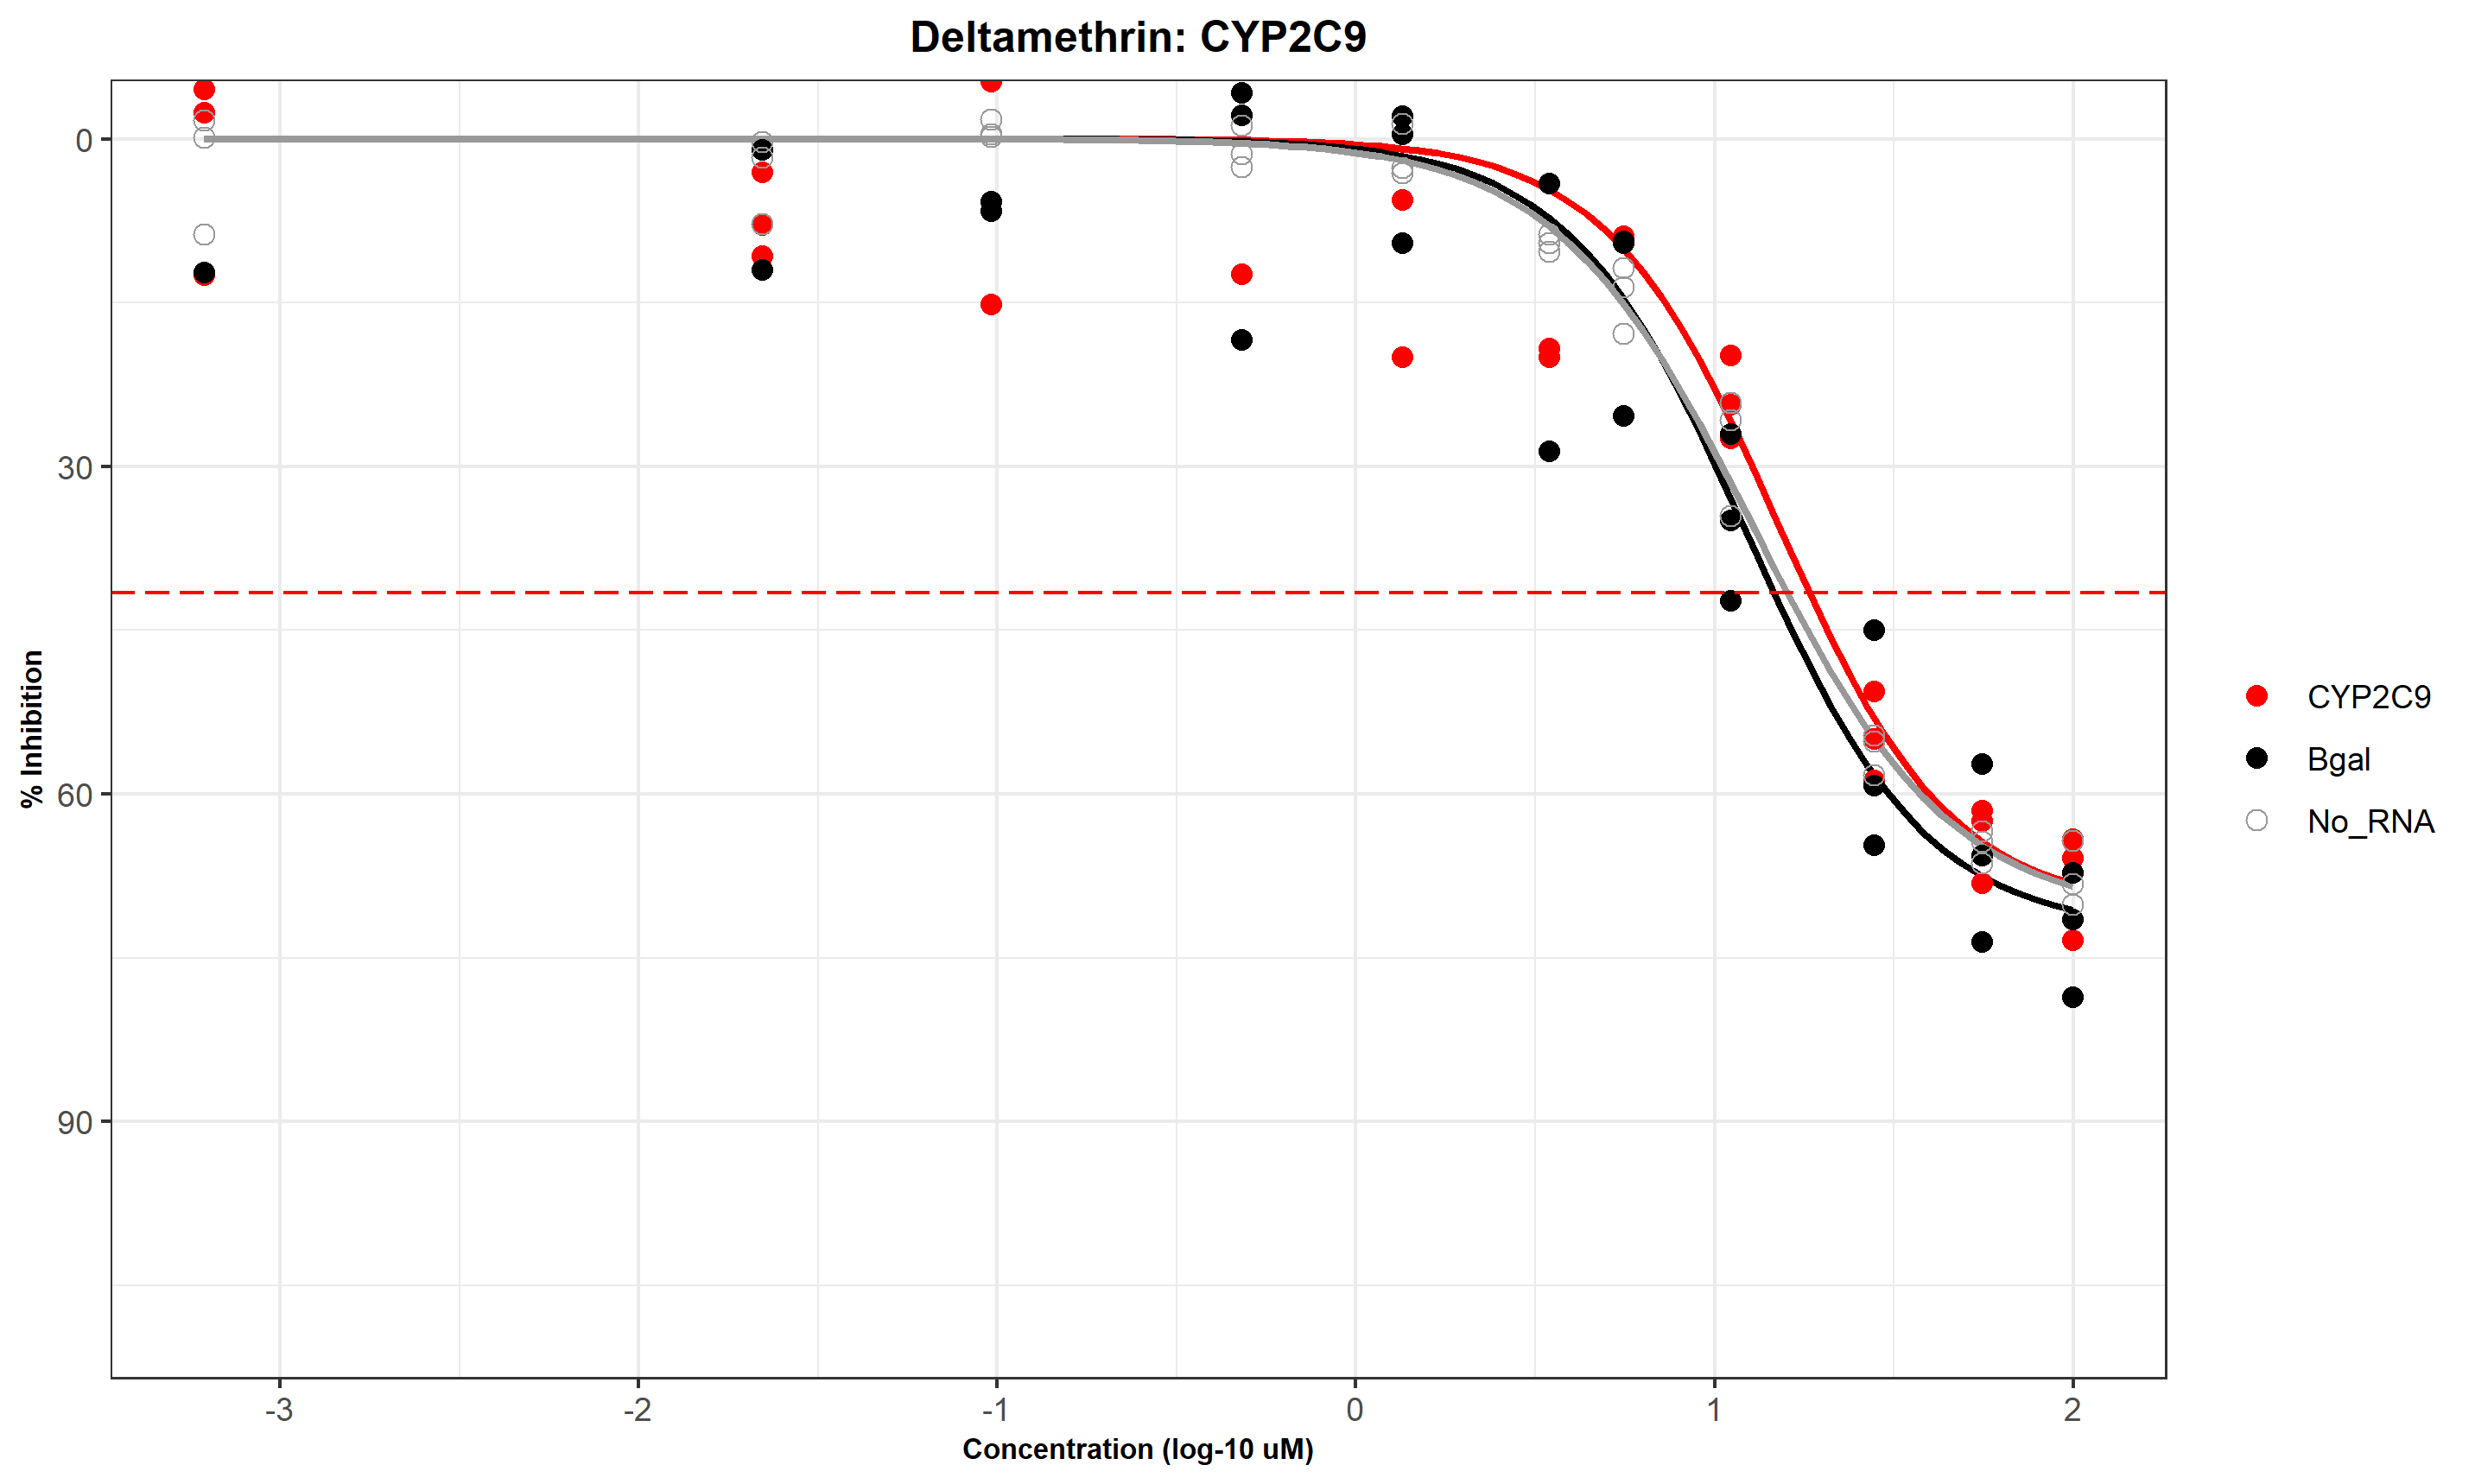 Deltamethrin: CYP2C9
% Inhibition
0
30
60
90
-3
-2
-1
0
1
2
Concentration (log-10 uM)
CYP2C9
Bgal
No_RNA